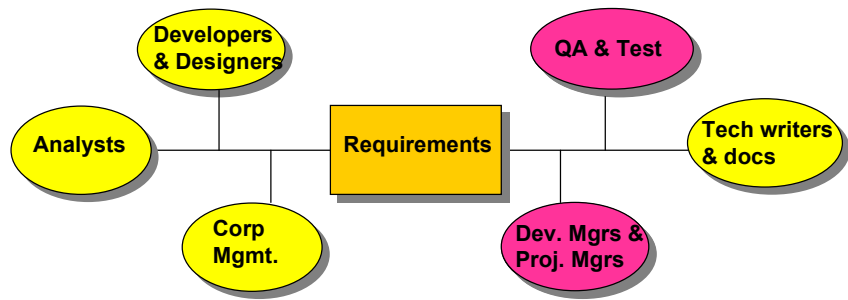 Developers
& Designers
QA & Test
Analysts
Requirements
Tech writers
& docs
Corp
Mgmt.
Dev. Mgrs &
Proj. Mgrs